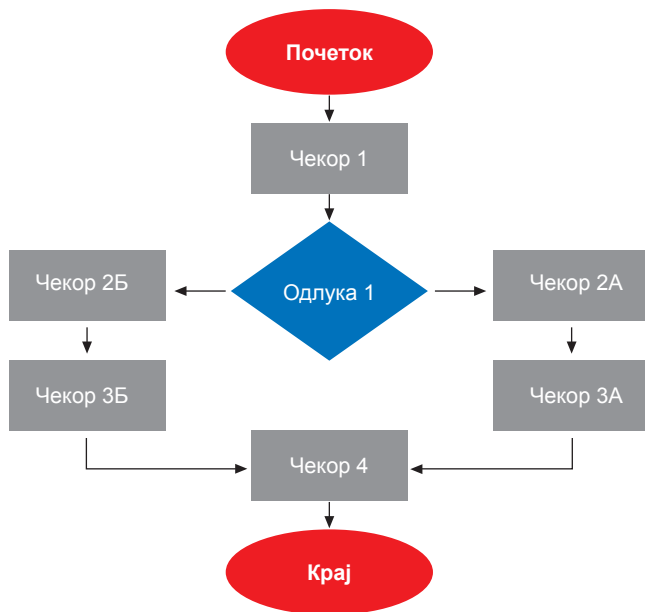 Почеток
Чекор 1
Одлука 1
Чекор 2Б
Чекор 2А
Чекор 3Б
Чекор 3А
Чекор 4
Крај